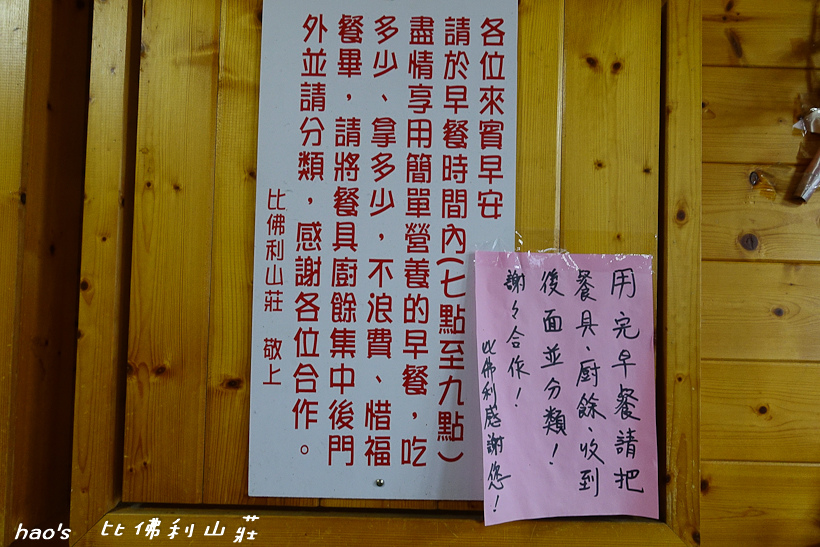 各位來賓早安
請於早餐時間內(七點至九點)
盡情享用簡單營養的早餐，吃
多少、拿多少，不浪費、惜福
餐畢，請將餐具廚餘集中後門
外並請分類，感謝各位合作。
比佛利山莊 敬上
用完早餐請把
餐具、廚餘、收到
後面並分類！
謝々合作！
比佛利感謝您！
hao's 比佛利山莊